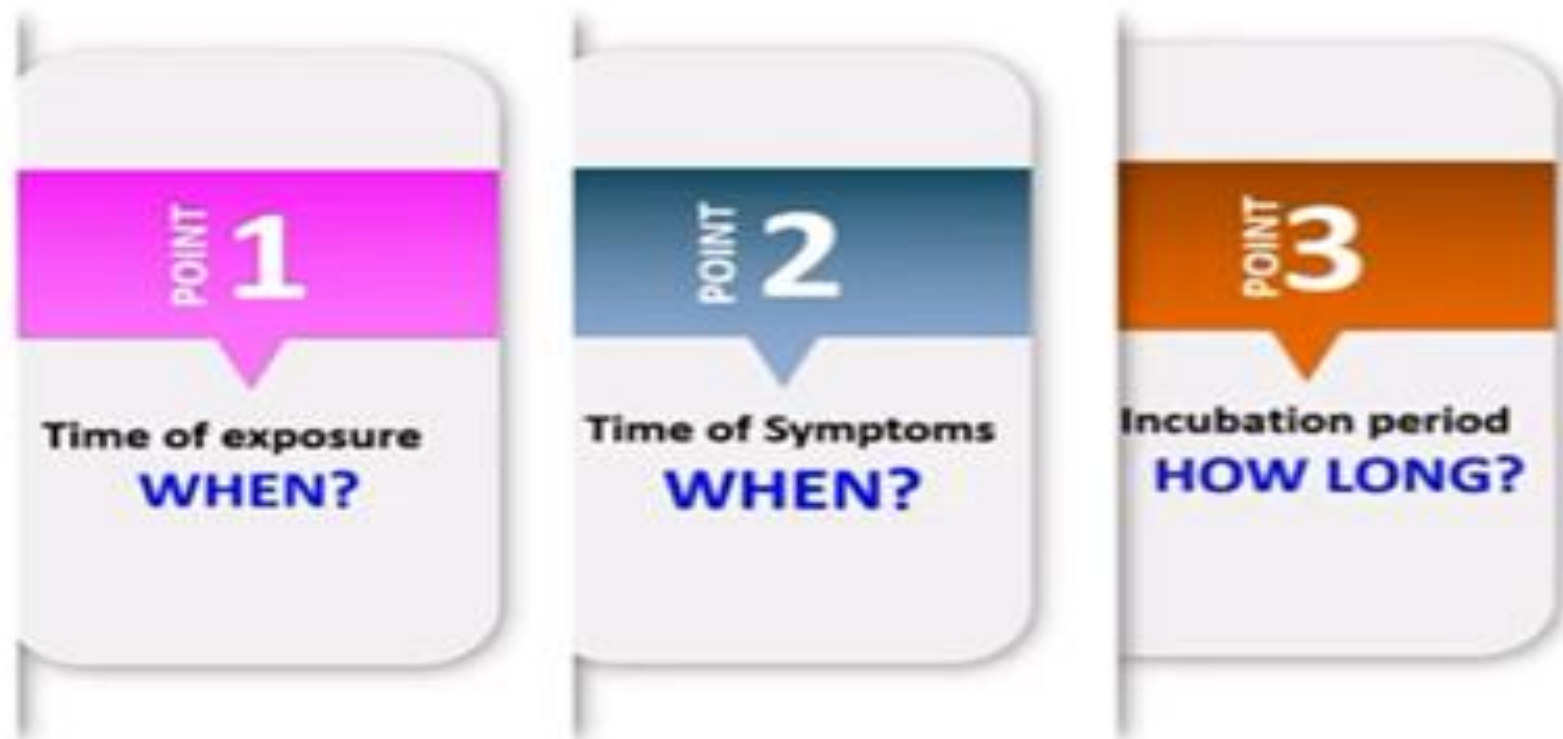 POINT 1
Time of exposure
WHEN?
POINT 2
Time of Symptoms
WHEN?
POINT 3
Incubation period
HOW LONG?